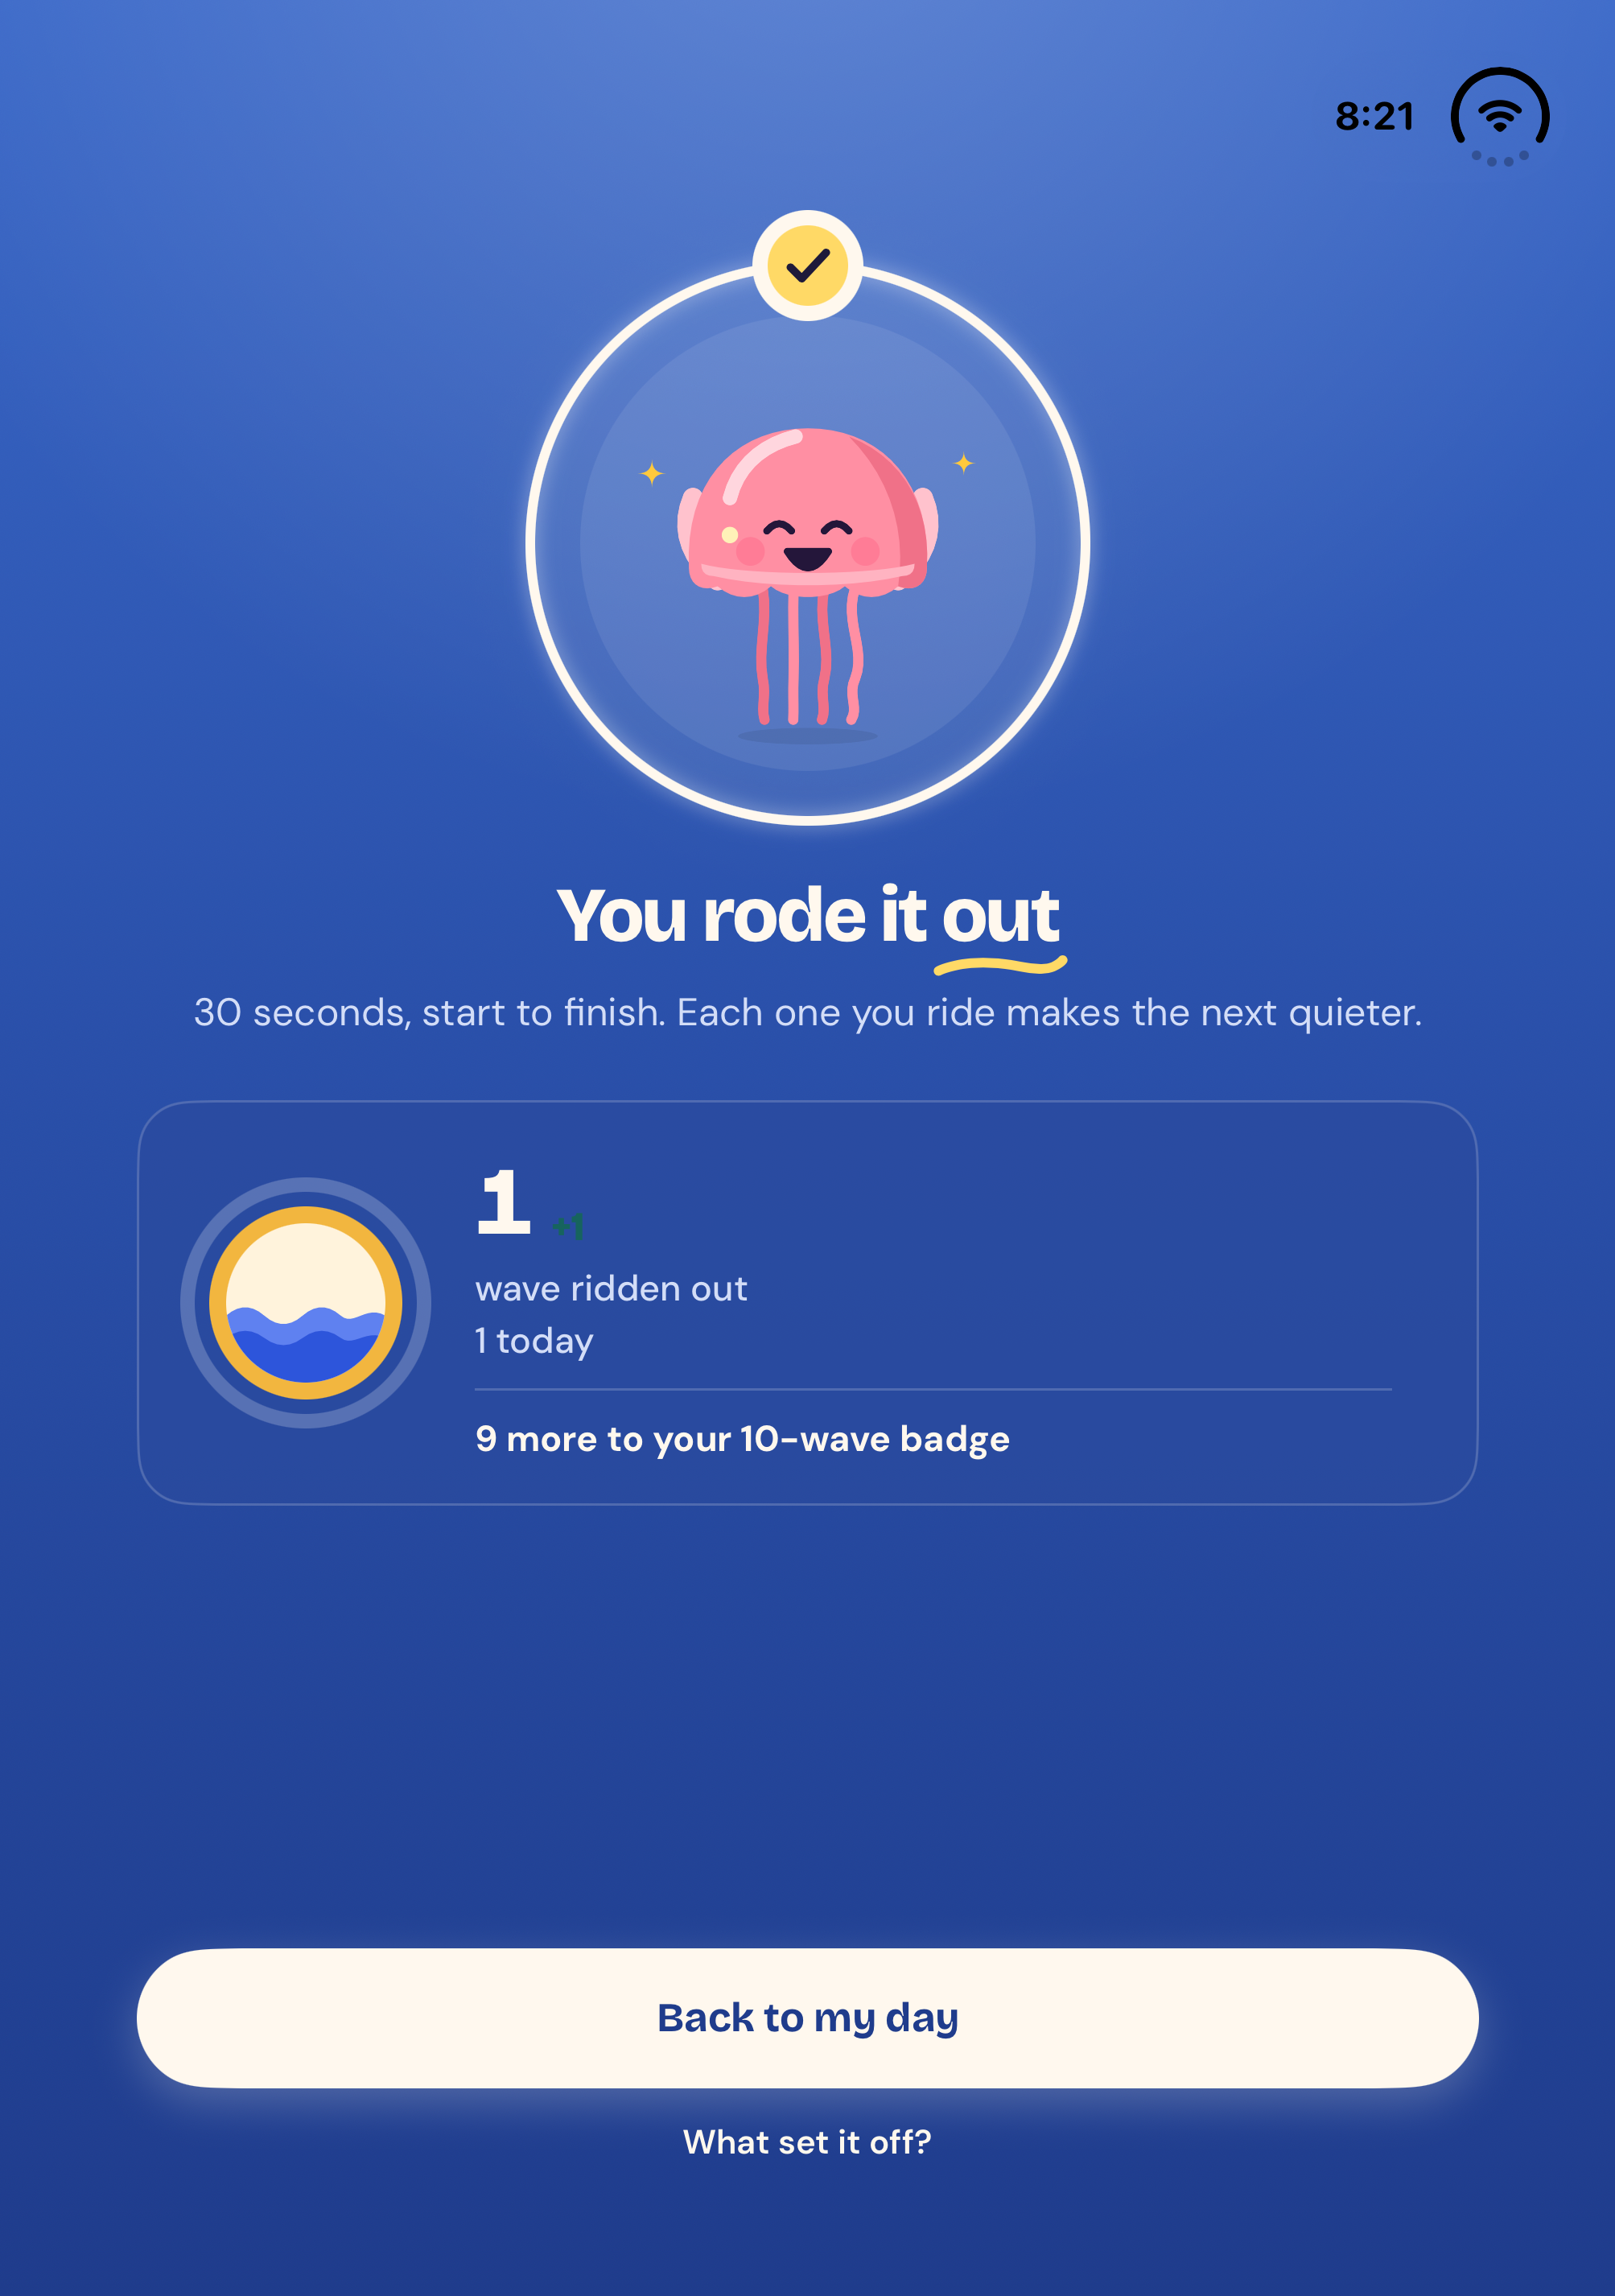 8:21
You rode it out
30 seconds, start to finish. Each one you ride makes the next quieter.
1 +1
wave ridden out
1 today
9 more to your 10-wave badge
Back to my day
What set it off?